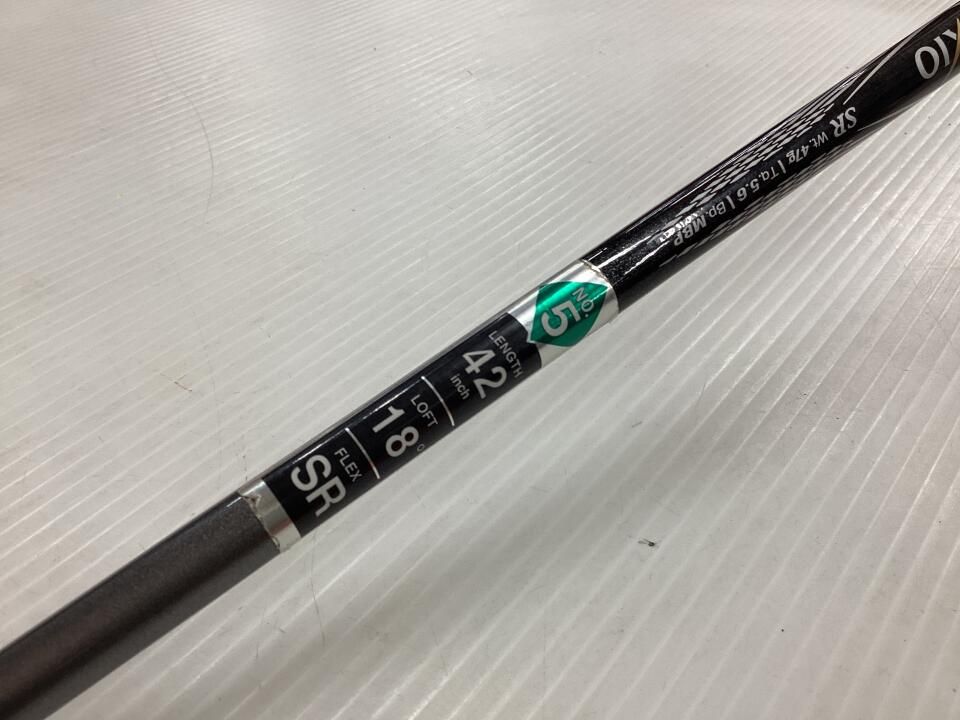 XIO
SR Wt.47g | Tq.5.6 | Bp.MBP
NO.
5
LENGTH
42
inch
LOFT
18°
FLEX
SR